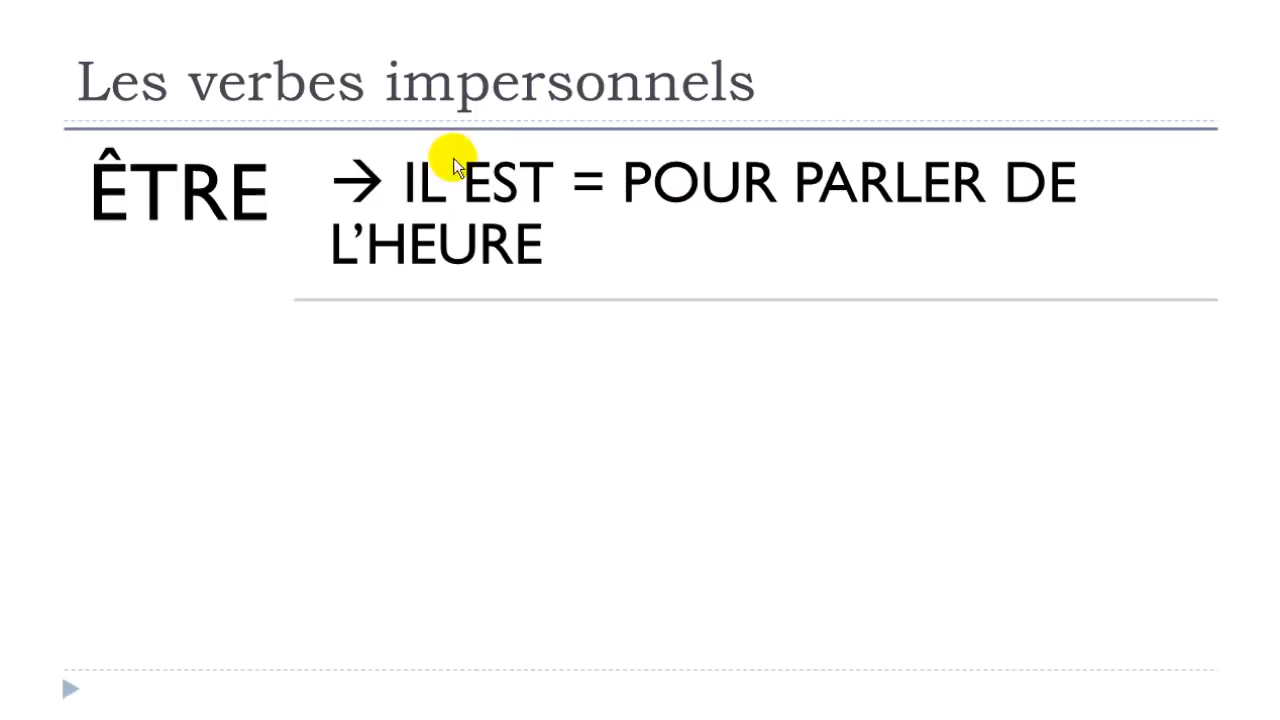 Les verbes impersonnels
ÊTRE
→ IL EST = POUR PARLER DE
L’HEURE